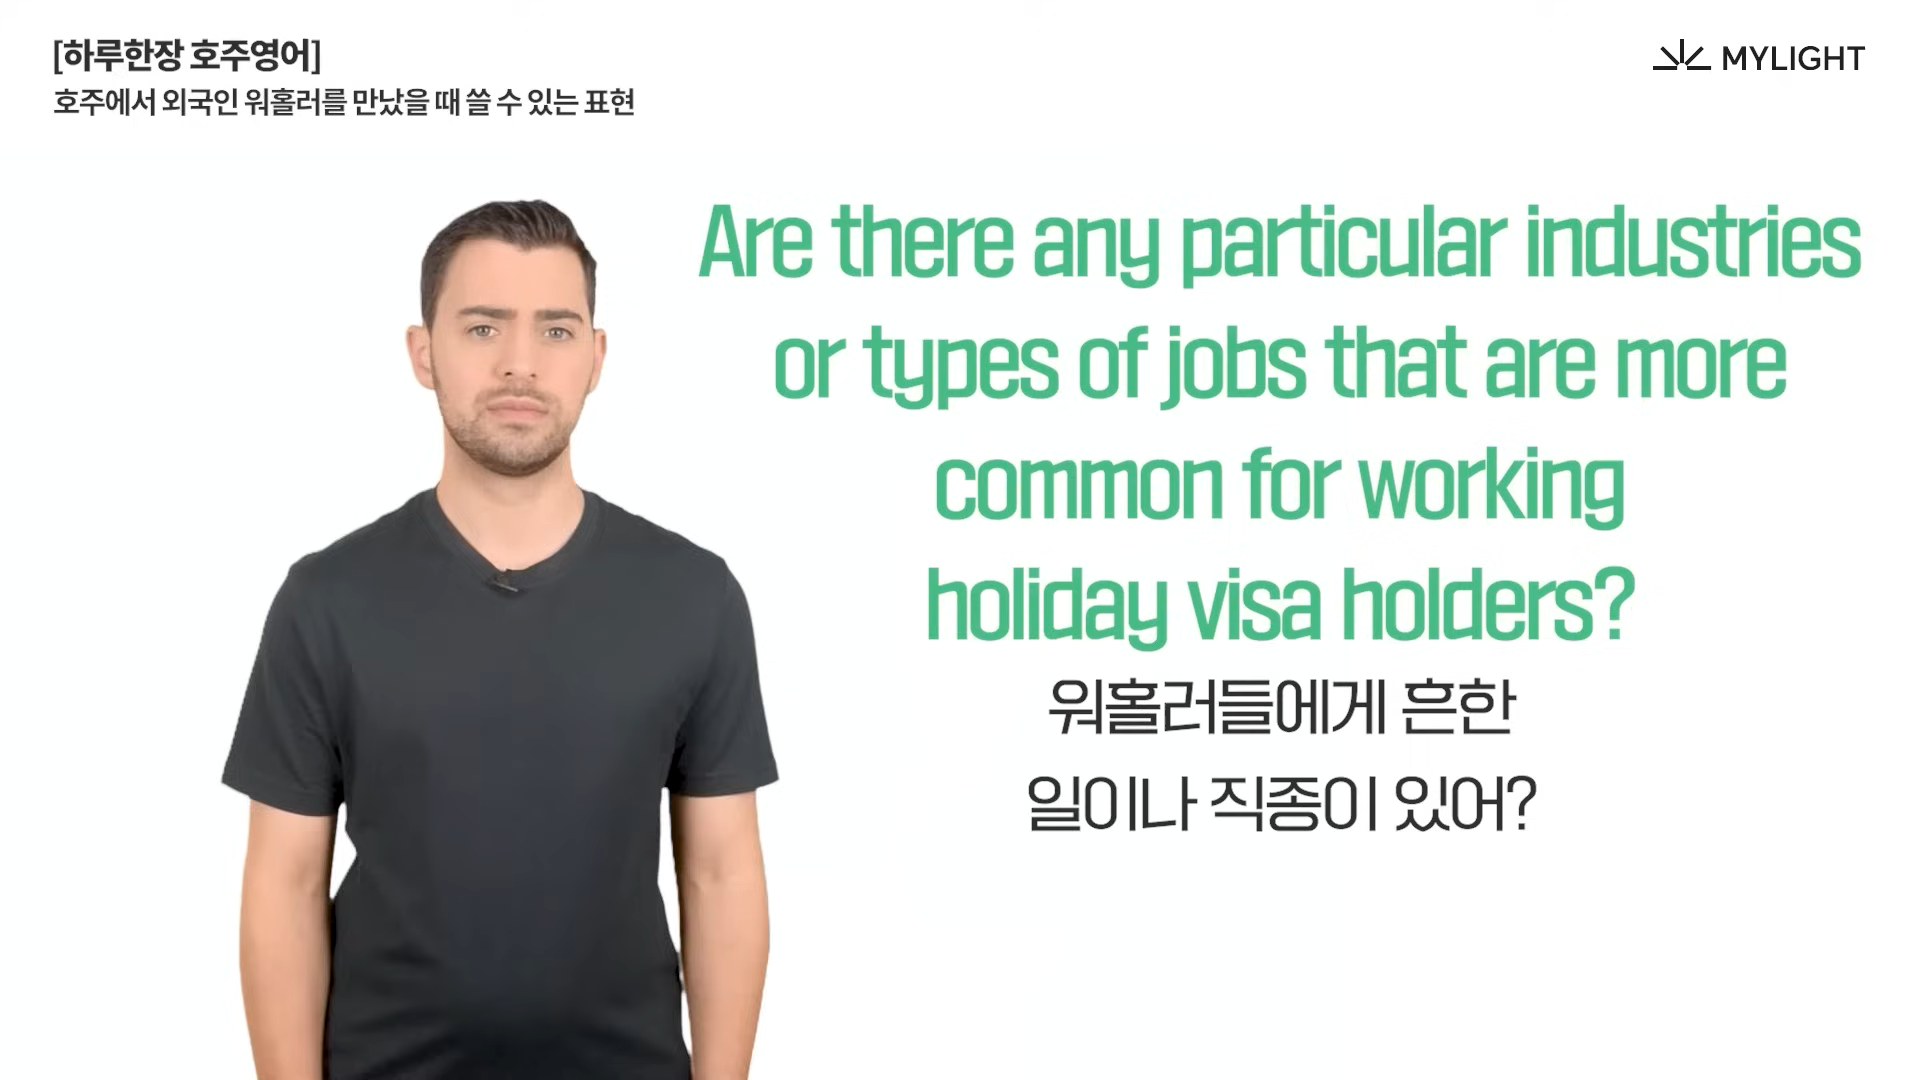 [하루한장 호주영어]
호주에서 외국인 워홀러를 만났을 때 쓸 수 있는 표현
MYLIGHT
Are there any particular industries
or types of jobs that are more
common for working
holiday visa holders?
워홀러들에게 흔한
일이나 직종이 있어?